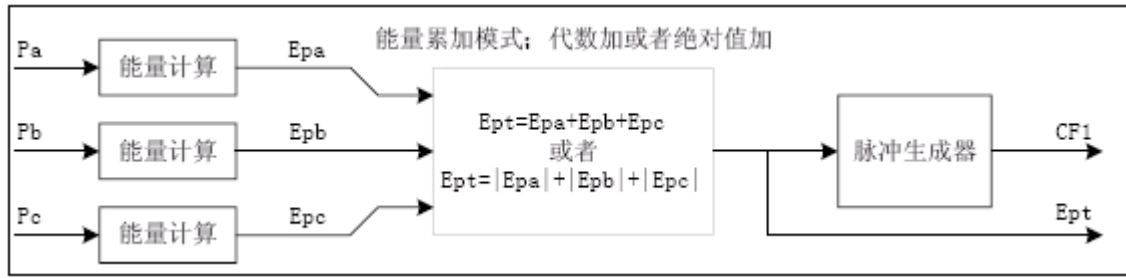 能量累加模式；代数加或者绝对值加
Pa
能量计算
Epa
Pb
能量计算
Epb
Pc
能量计算
Epc
Ept=Epa+Epb+Epc
或者
Ept=|Epa|+|Epb|+|Epc|
脉冲生成器
CF1
Ept